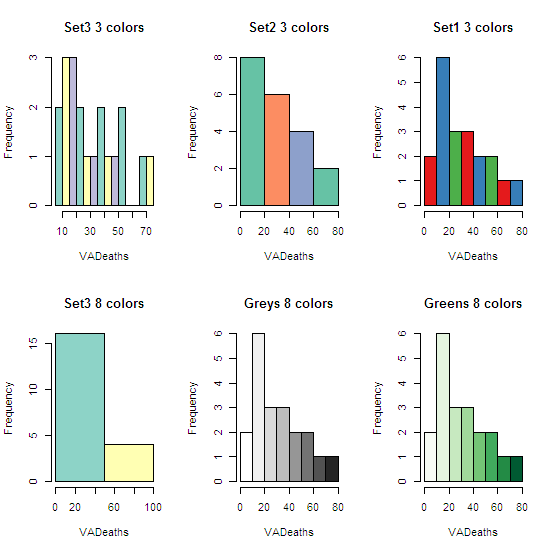 Set3 3 colors
Frequency
0 1 2 3
10 30 50 70
VADeaths
Set2 3 colors
Frequency
0 2 4 6 8
0 20 40 60 80
VADeaths
Set1 3 colors
Frequency
0 1 2 3 4 5 6
0 20 40 60 80
VADeaths
Set3 8 colors
Frequency
0 5 10 15
0 20 60 100
VADeaths
Greys 8 colors
Frequency
0 1 2 3 4 5 6
0 20 40 60 80
VADeaths
Greens 8 colors
Frequency
0 1 2 3 4 5 6
0 20 40 60 80
VADeaths